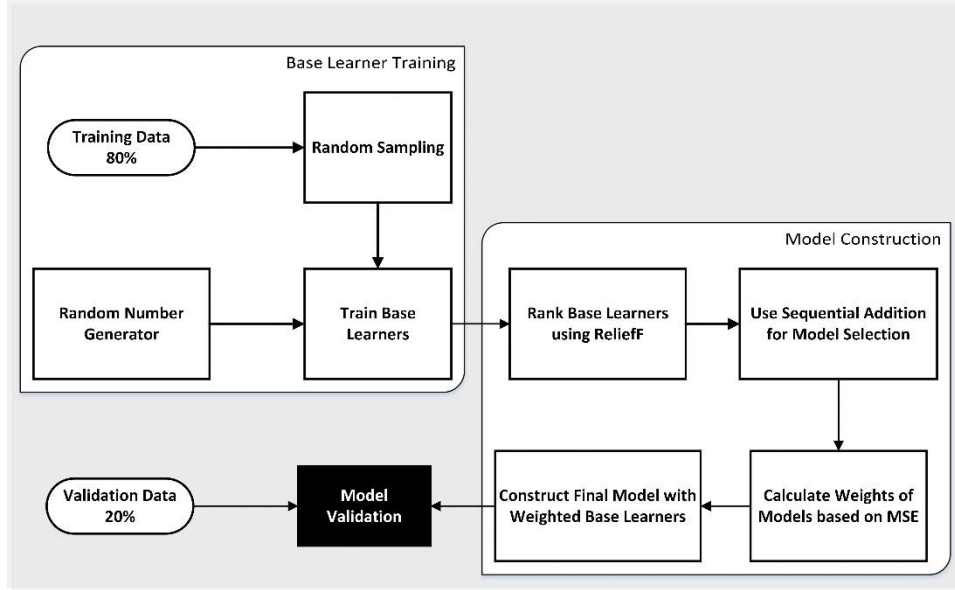 Base Learner Training
Training Data
80%
Random Sampling
Random Number
Generator
Train Base
Learners
Model Construction
Rank Base Learners
using ReliefF
Use Sequential Addition
for Model Selection
Validation Data
20%
Model
Validation
Construct Final Model with
Weighted Base Learners
Calculate Weights of
Models based on MSE